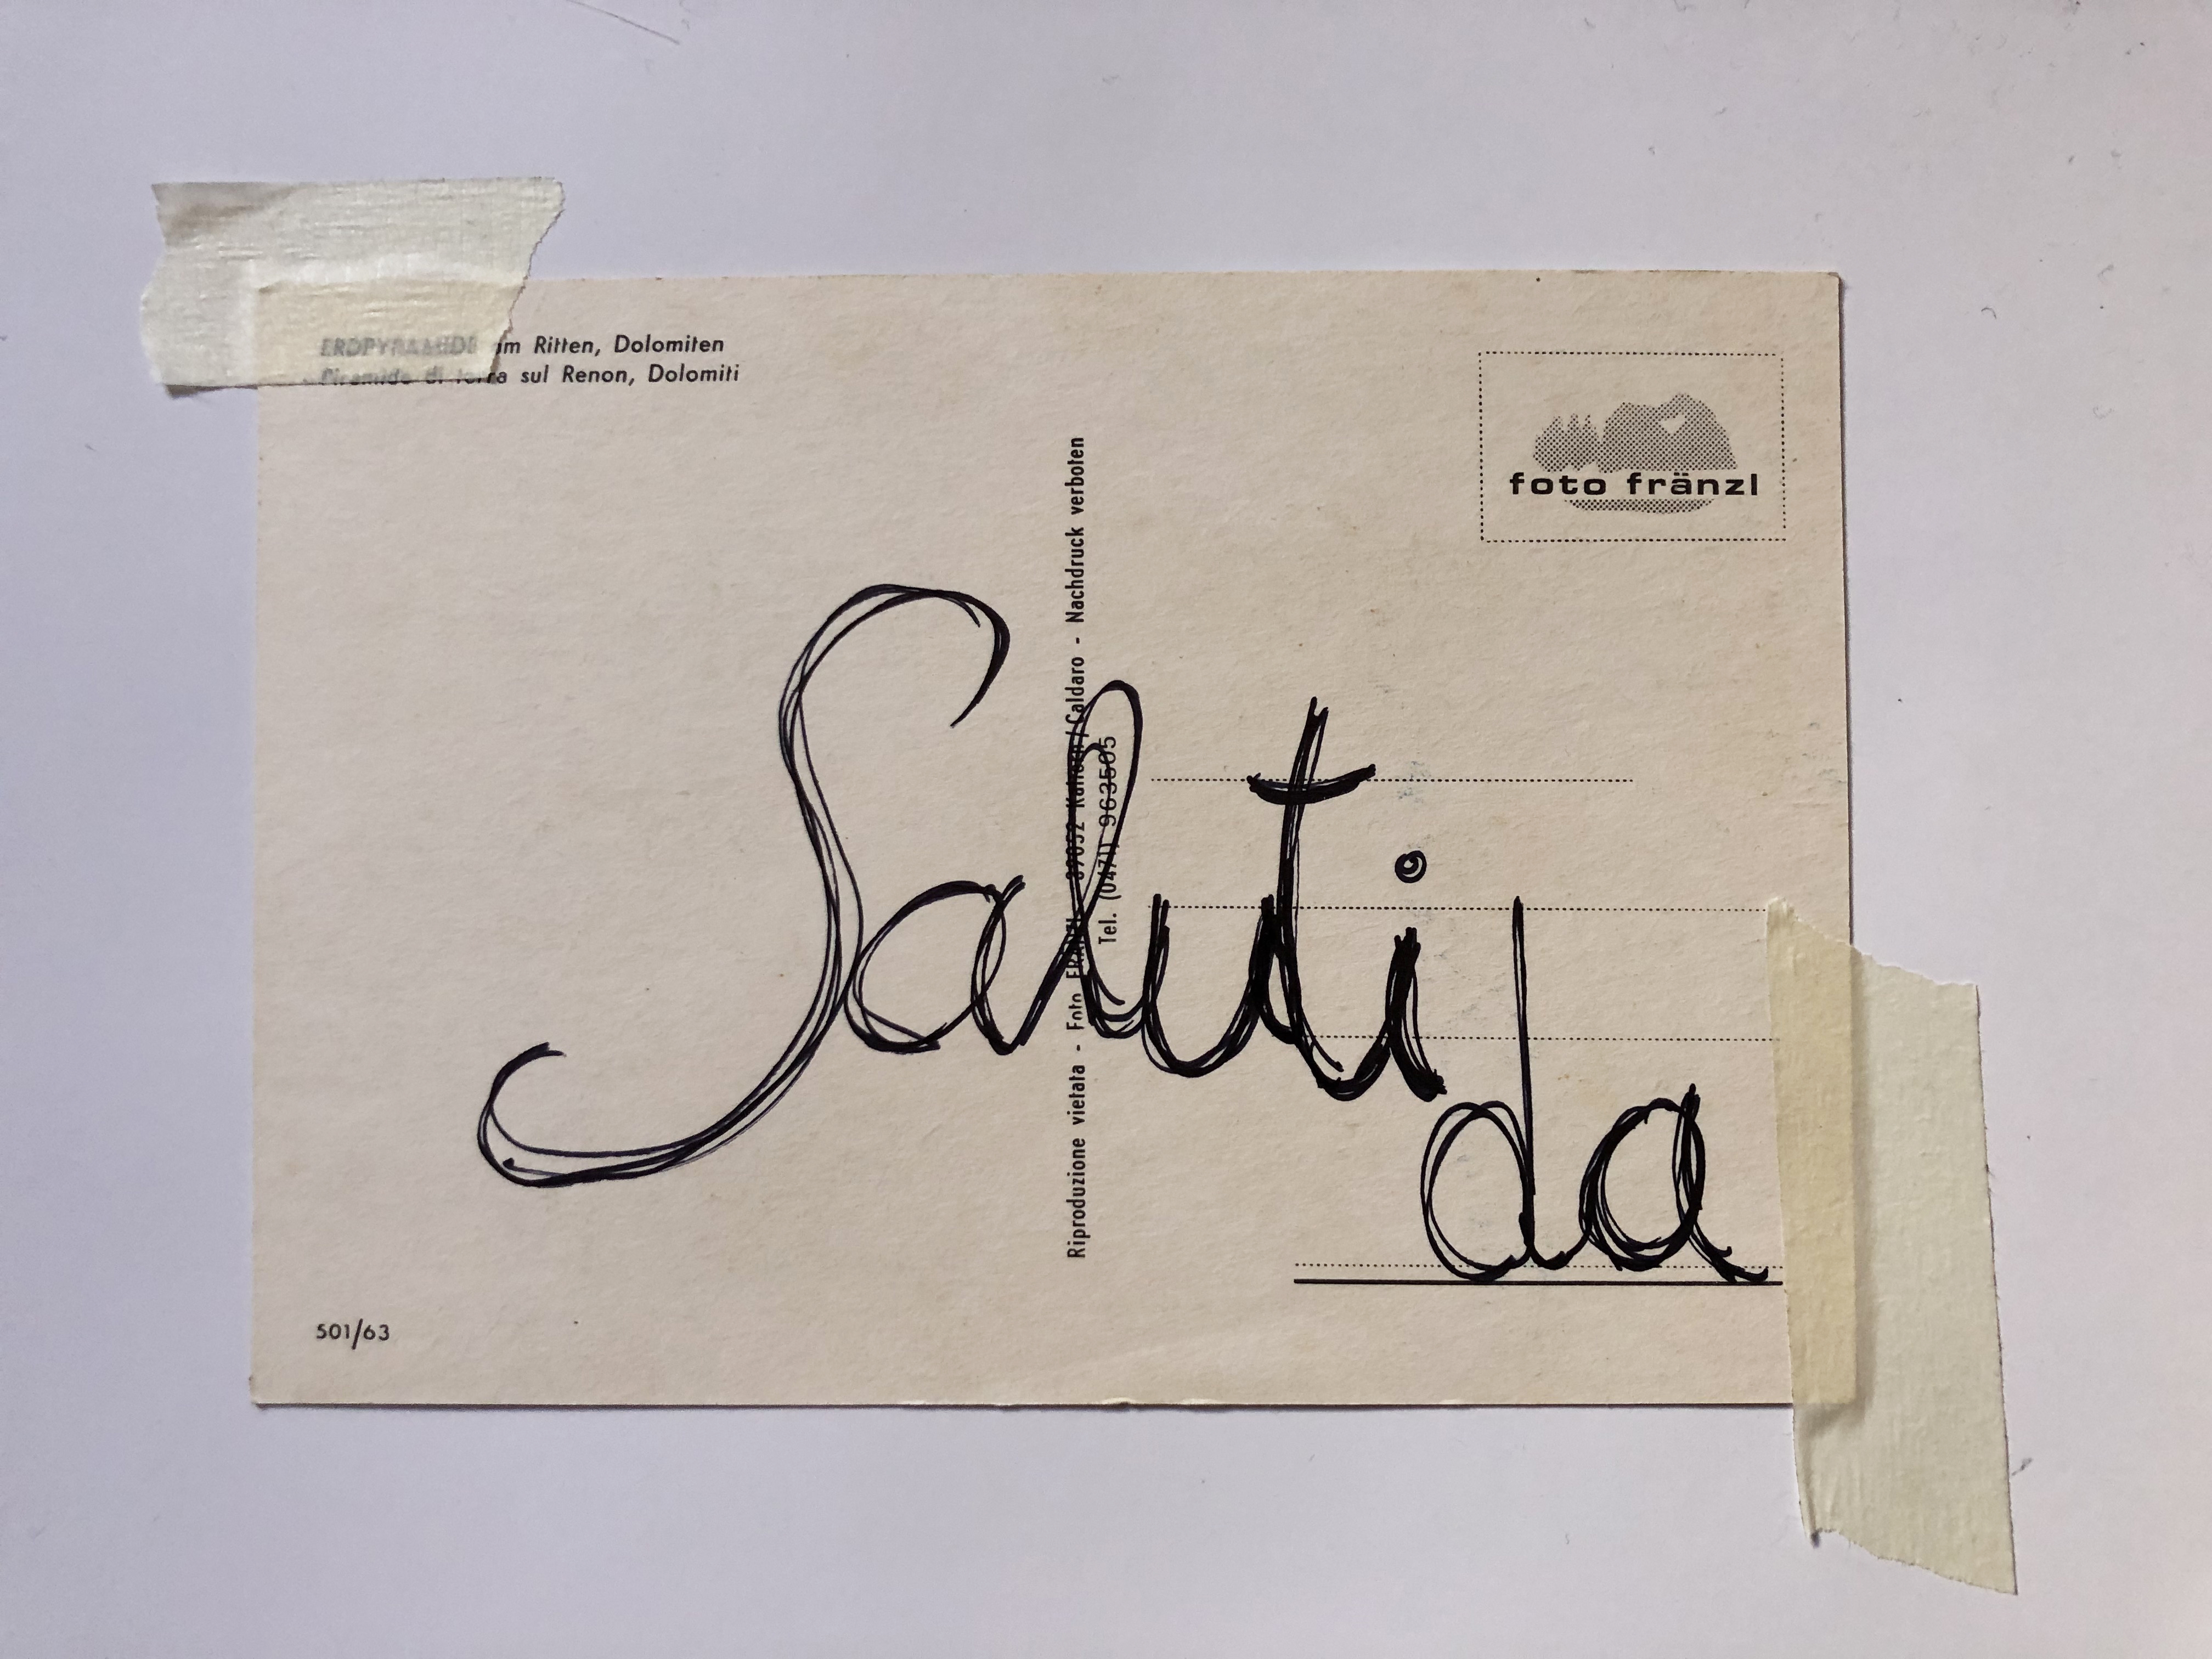 ERDPYRAMIDE am Ritten, Dolomiten
Piramide di terra sul Renon, Dolomiti
foto fränzl
Riproduzione vietata - Foto FRÄNZL - 39052 Kaltern/Caldaro - Nachdruck verboten
Tel. (0471) 963505
Saluti
da
501/63